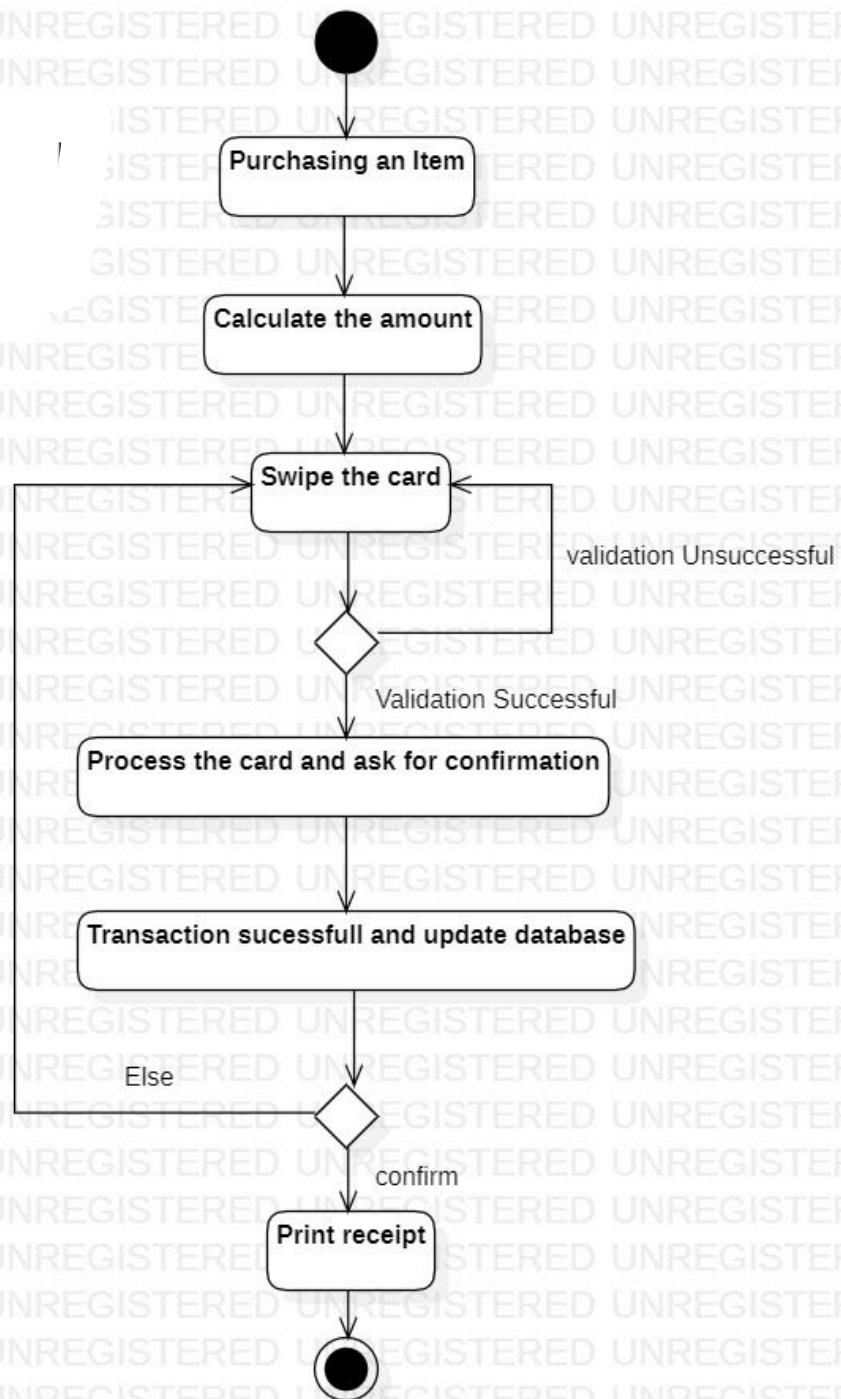 Purchasing an Item
Calculate the amount
Swipe the card
validation Unsuccessful
Validation Successful
Process the card and ask for confirmation
Transaction sucessfull and update database
Else
confirm
Print receipt
UNREGISTERED